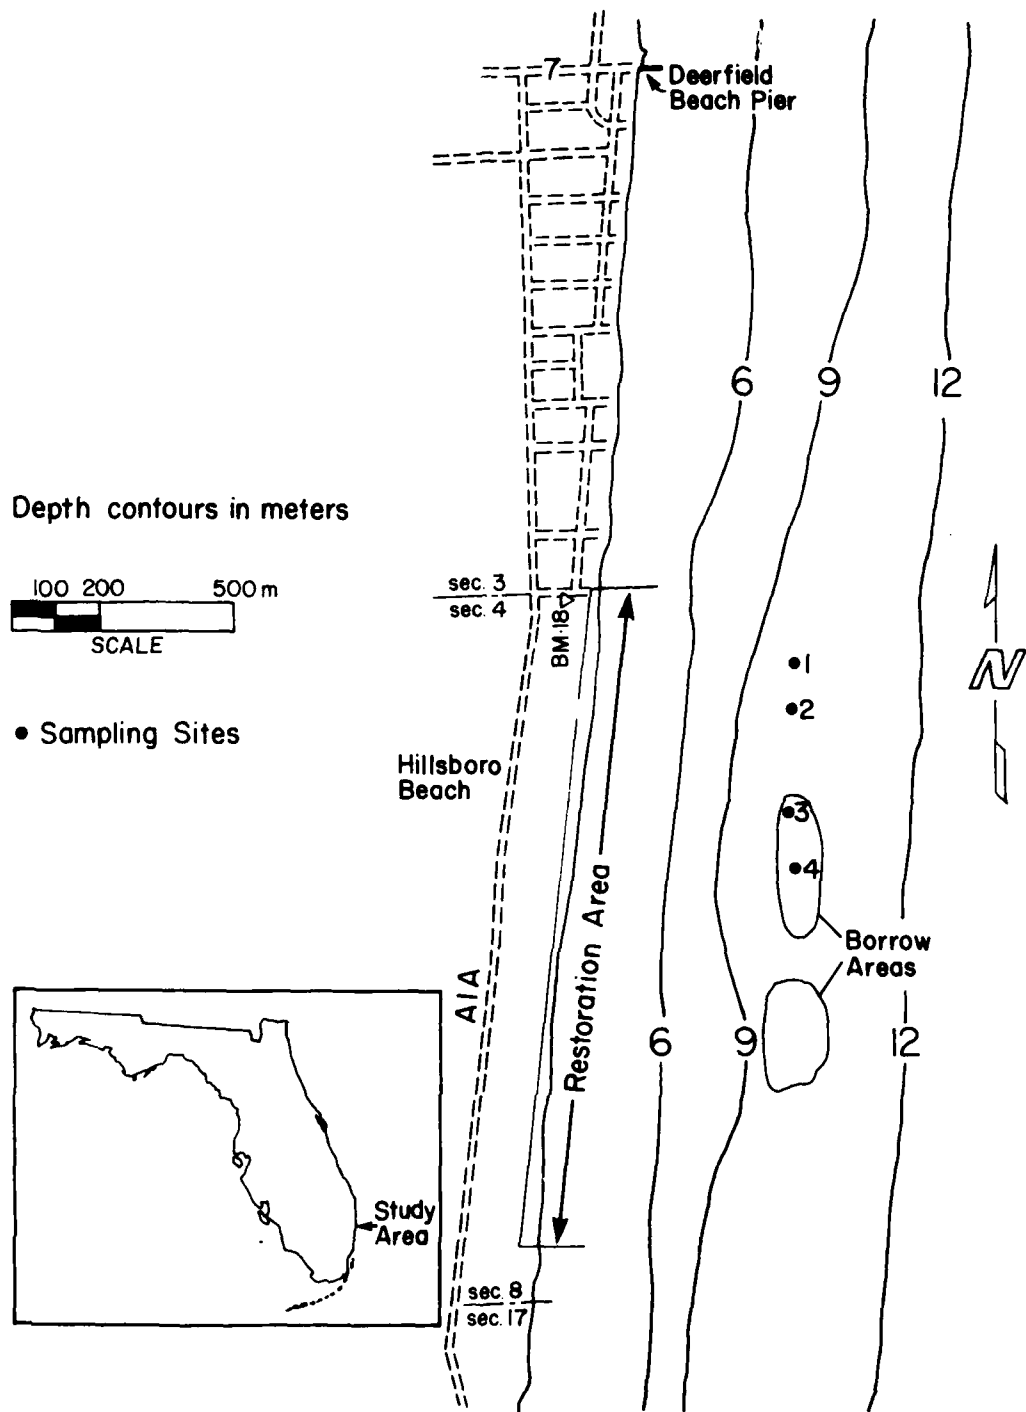 7
Deerfield
Beach Pier
6
9
12
Depth contours in meters
100 200 500 m
SCALE
sec. 3
sec. 4
BM·18
1
2
• Sampling Sites
N
Hillsboro
Beach
3
4
Restoration Area
Borrow
Areas
A1A
6
9
12
Study
Area
sec. 8
sec. 17